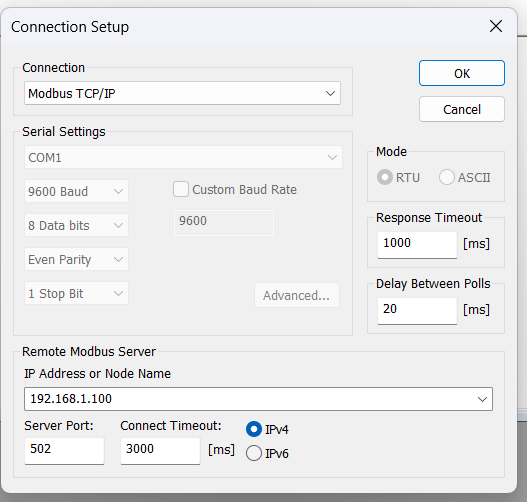 Connection Setup
Connection
OK
Modbus TCP/IP
Cancel
Serial Settings
COM1
Mode
RTU ASCII
9600 Baud Custom Baud Rate
8 Data bits 9600
Response Timeout
1000 [ms]
Even Parity
Delay Between Polls
1 Stop Bit Advanced...
20 [ms]
Remote Modbus Server
IP Address or Node Name
192.168.1.100
Server Port: Connect Timeout: IPv4
502 3000 [ms] IPv6